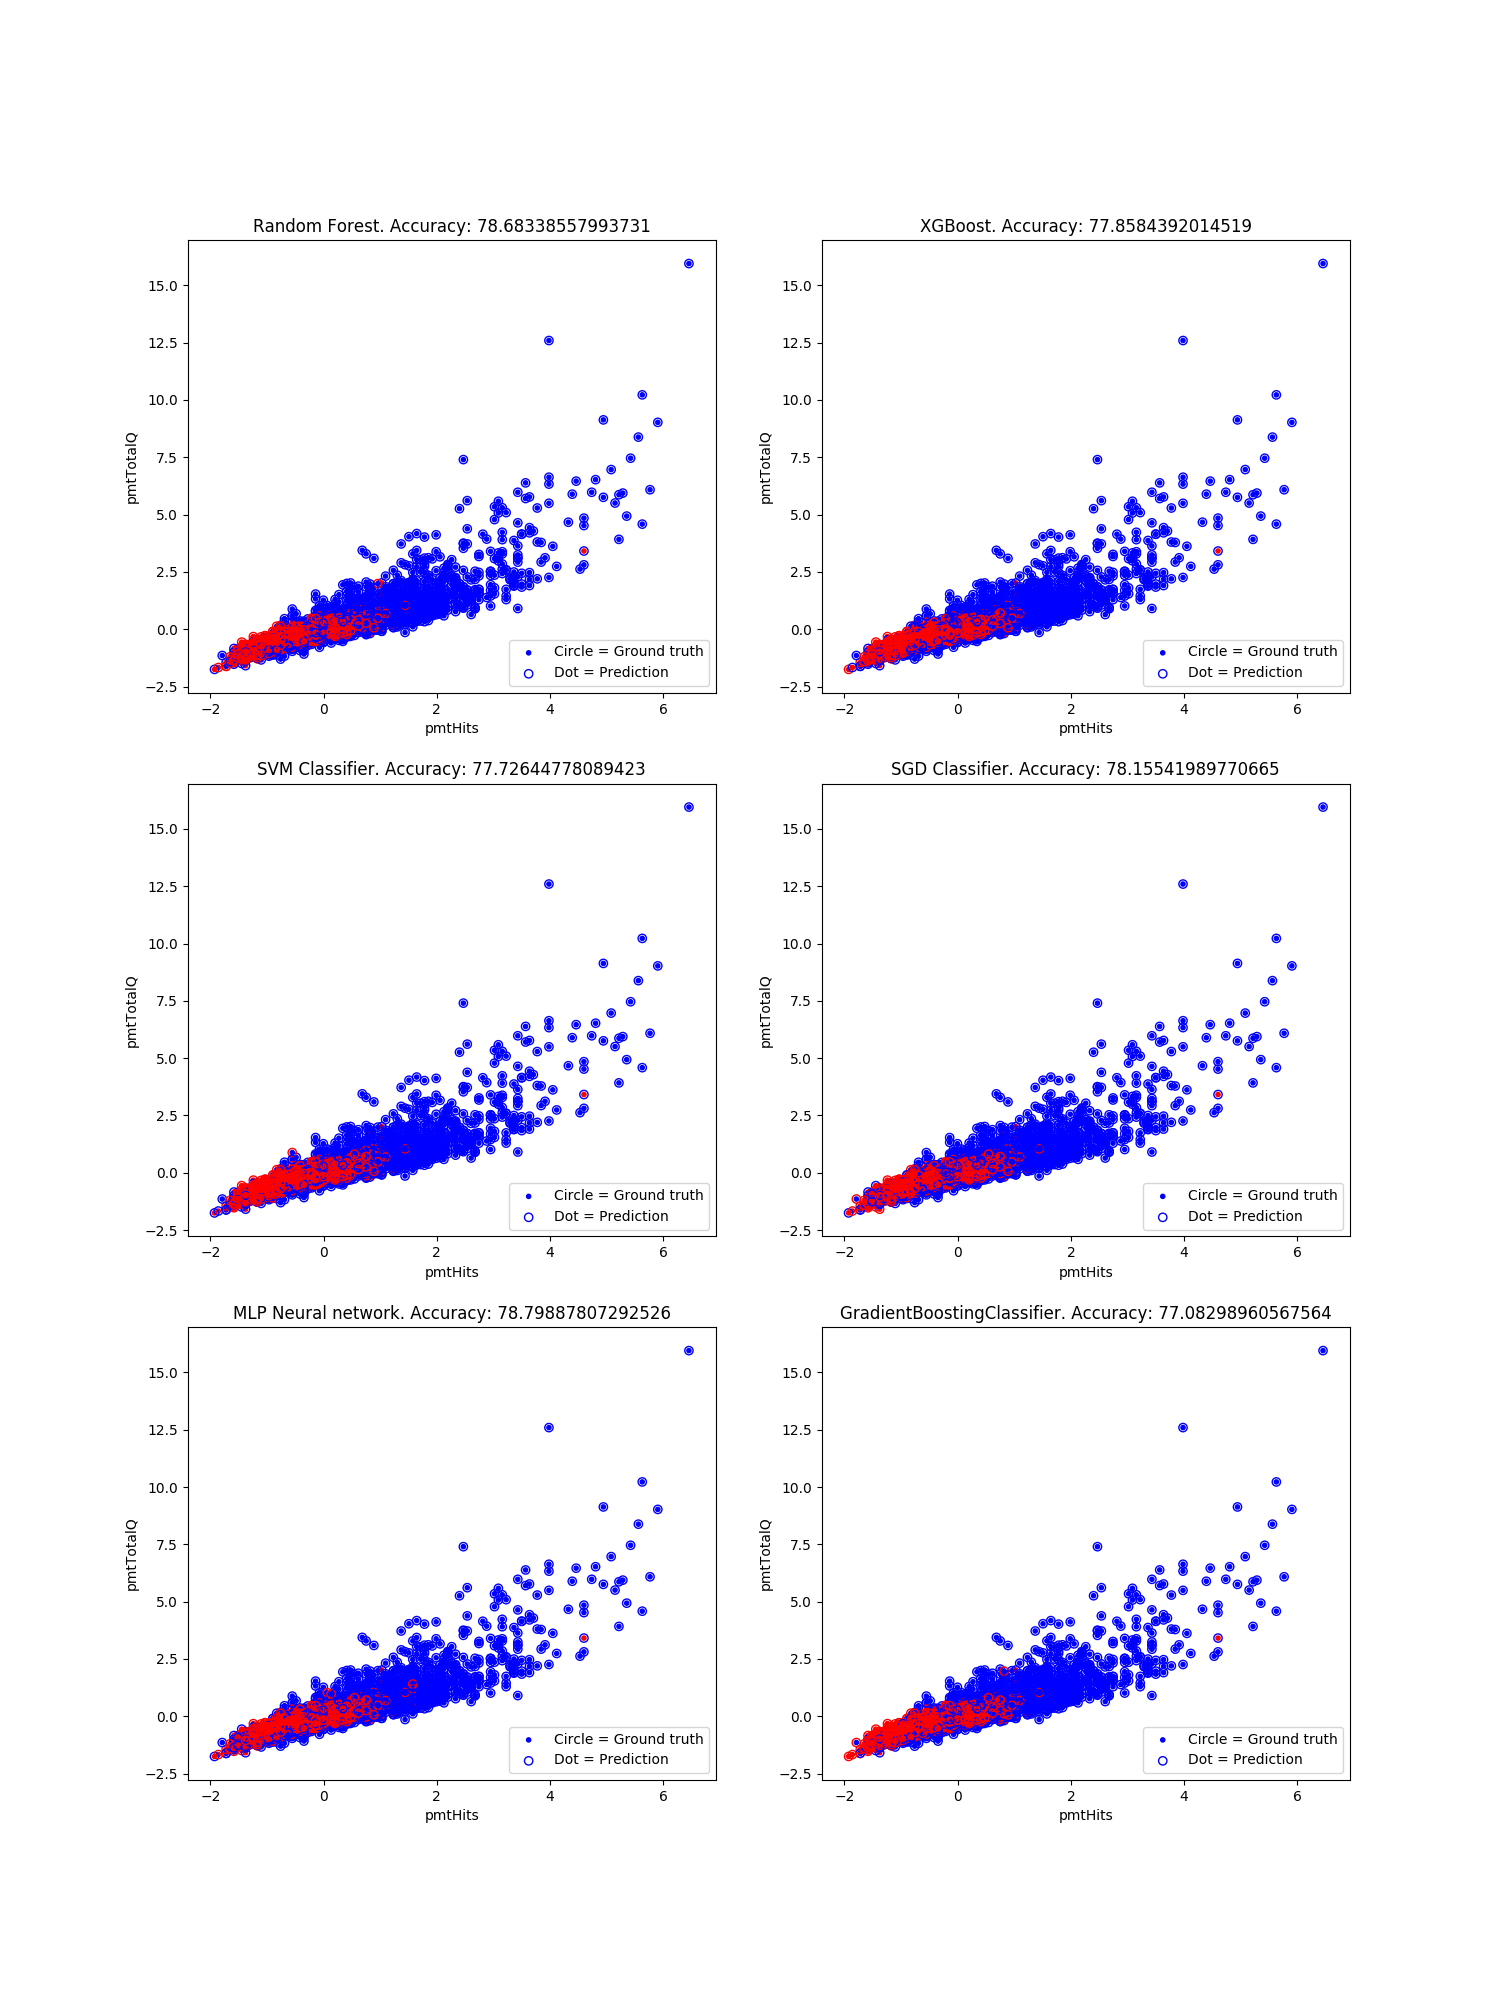 Random Forest. Accuracy: 78.68338557993731
15.0
12.5
10.0
7.5
5.0
2.5
0.0
−2.5
pmtTotalQ
−2 0 2 4 6
pmtHits
Circle = Ground truth
Dot = Prediction
XGBoost. Accuracy: 77.8584392014519
15.0
12.5
10.0
7.5
5.0
2.5
0.0
−2.5
pmtTotalQ
−2 0 2 4 6
pmtHits
Circle = Ground truth
Dot = Prediction
SVM Classifier. Accuracy: 77.72644778089423
15.0
12.5
10.0
7.5
5.0
2.5
0.0
−2.5
pmtTotalQ
−2 0 2 4 6
pmtHits
Circle = Ground truth
Dot = Prediction
SGD Classifier. Accuracy: 78.15541989770665
15.0
12.5
10.0
7.5
5.0
2.5
0.0
−2.5
pmtTotalQ
−2 0 2 4 6
pmtHits
Circle = Ground truth
Dot = Prediction
MLP Neural network. Accuracy: 78.79887807292526
15.0
12.5
10.0
7.5
5.0
2.5
0.0
−2.5
pmtTotalQ
−2 0 2 4 6
pmtHits
Circle = Ground truth
Dot = Prediction
GradientBoostingClassifier. Accuracy: 77.08298960567564
15.0
12.5
10.0
7.5
5.0
2.5
0.0
−2.5
pmtTotalQ
−2 0 2 4 6
pmtHits
Circle = Ground truth
Dot = Prediction